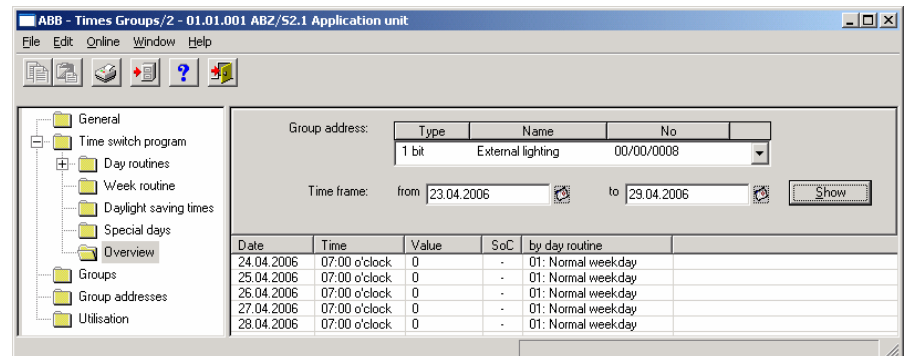 ABB - Times Groups/2 - 01.01.001 ABZ/S2.1 Application unit
File Edit Online Window Help
General
Time switch program
Day routines
Week routine
Daylight saving times
Special days
Overview
Groups
Group addresses
Utilisation
Group address:
Type Name No
1 bit External lighting 00/00/0008
Time frame: from 23.04.2006 to 29.04.2006 Show
Date Time Value SoC by day routine
24.04.2006 07:00 o'clock 0 - 01: Normal weekday
25.04.2006 07:00 o'clock 0 - 01: Normal weekday
26.04.2006 07:00 o'clock 0 - 01: Normal weekday
27.04.2006 07:00 o'clock 0 - 01: Normal weekday
28.04.2006 07:00 o'clock 0 - 01: Normal weekday